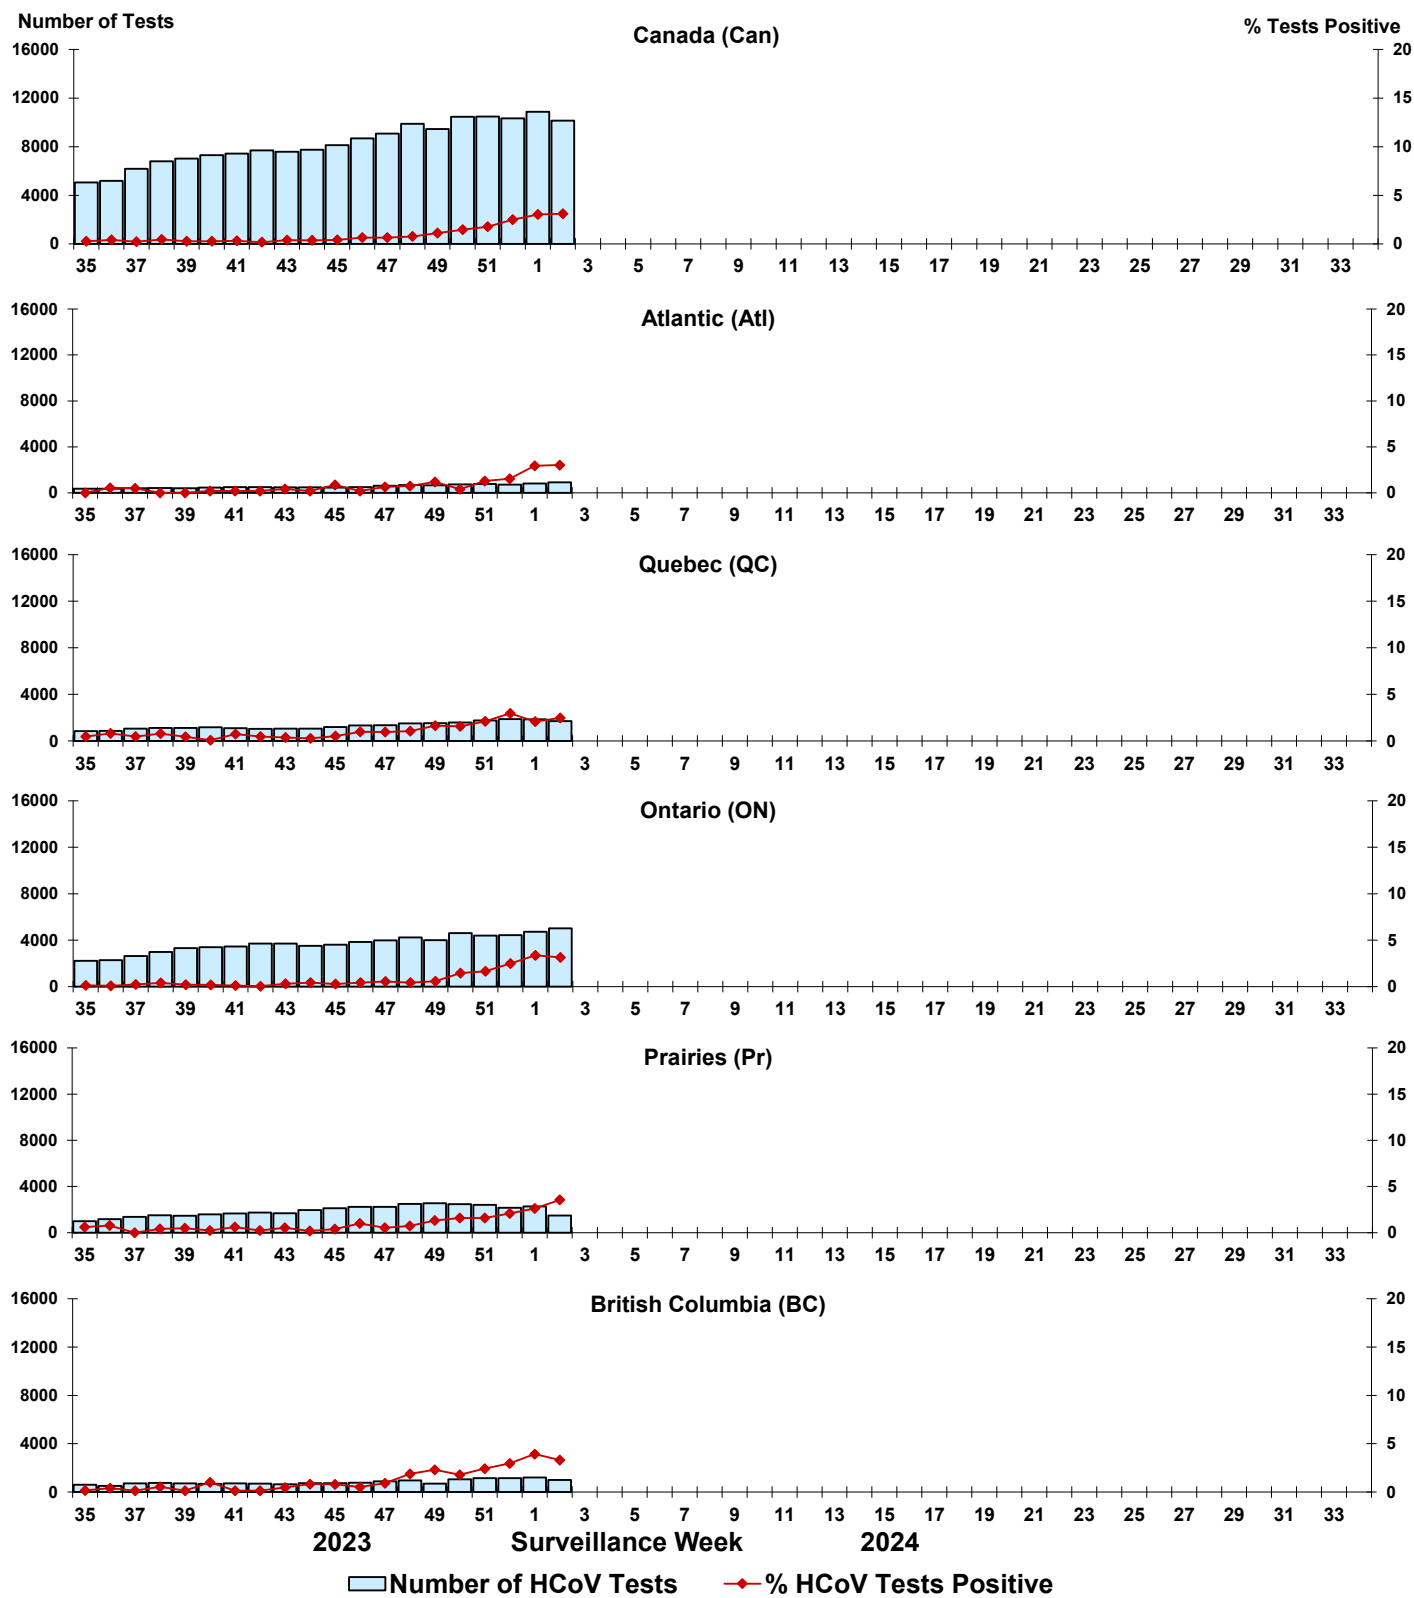 Number of Tests
Canada (Can)
% Tests Positive
16000 20
12000 15
8000 10
4000 5
0 0
35 37 39 41 43 45 47 49 51 1 3 5 7 9 11 13 15 17 19 21 23 25 27 29 31 33
Atlantic (Atl)
16000 20
12000 15
8000 10
4000 5
0 0
35 37 39 41 43 45 47 49 51 1 3 5 7 9 11 13 15 17 19 21 23 25 27 29 31 33
Quebec (QC)
16000 20
12000 15
8000 10
4000 5
0 0
35 37 39 41 43 45 47 49 51 1 3 5 7 9 11 13 15 17 19 21 23 25 27 29 31 33
Ontario (ON)
16000 20
12000 15
8000 10
4000 5
0 0
35 37 39 41 43 45 47 49 51 1 3 5 7 9 11 13 15 17 19 21 23 25 27 29 31 33
Prairies (Pr)
16000 20
12000 15
8000 10
4000 5
0 0
35 37 39 41 43 45 47 49 51 1 3 5 7 9 11 13 15 17 19 21 23 25 27 29 31 33
British Columbia (BC)
16000 20
12000 15
8000 10
4000 5
0 0
35 37 39 41 43 45 47 49 51 1 3 5 7 9 11 13 15 17 19 21 23 25 27 29 31 33
2023 Surveillance Week 2024
Number of HCoV Tests % HCoV Tests Positive